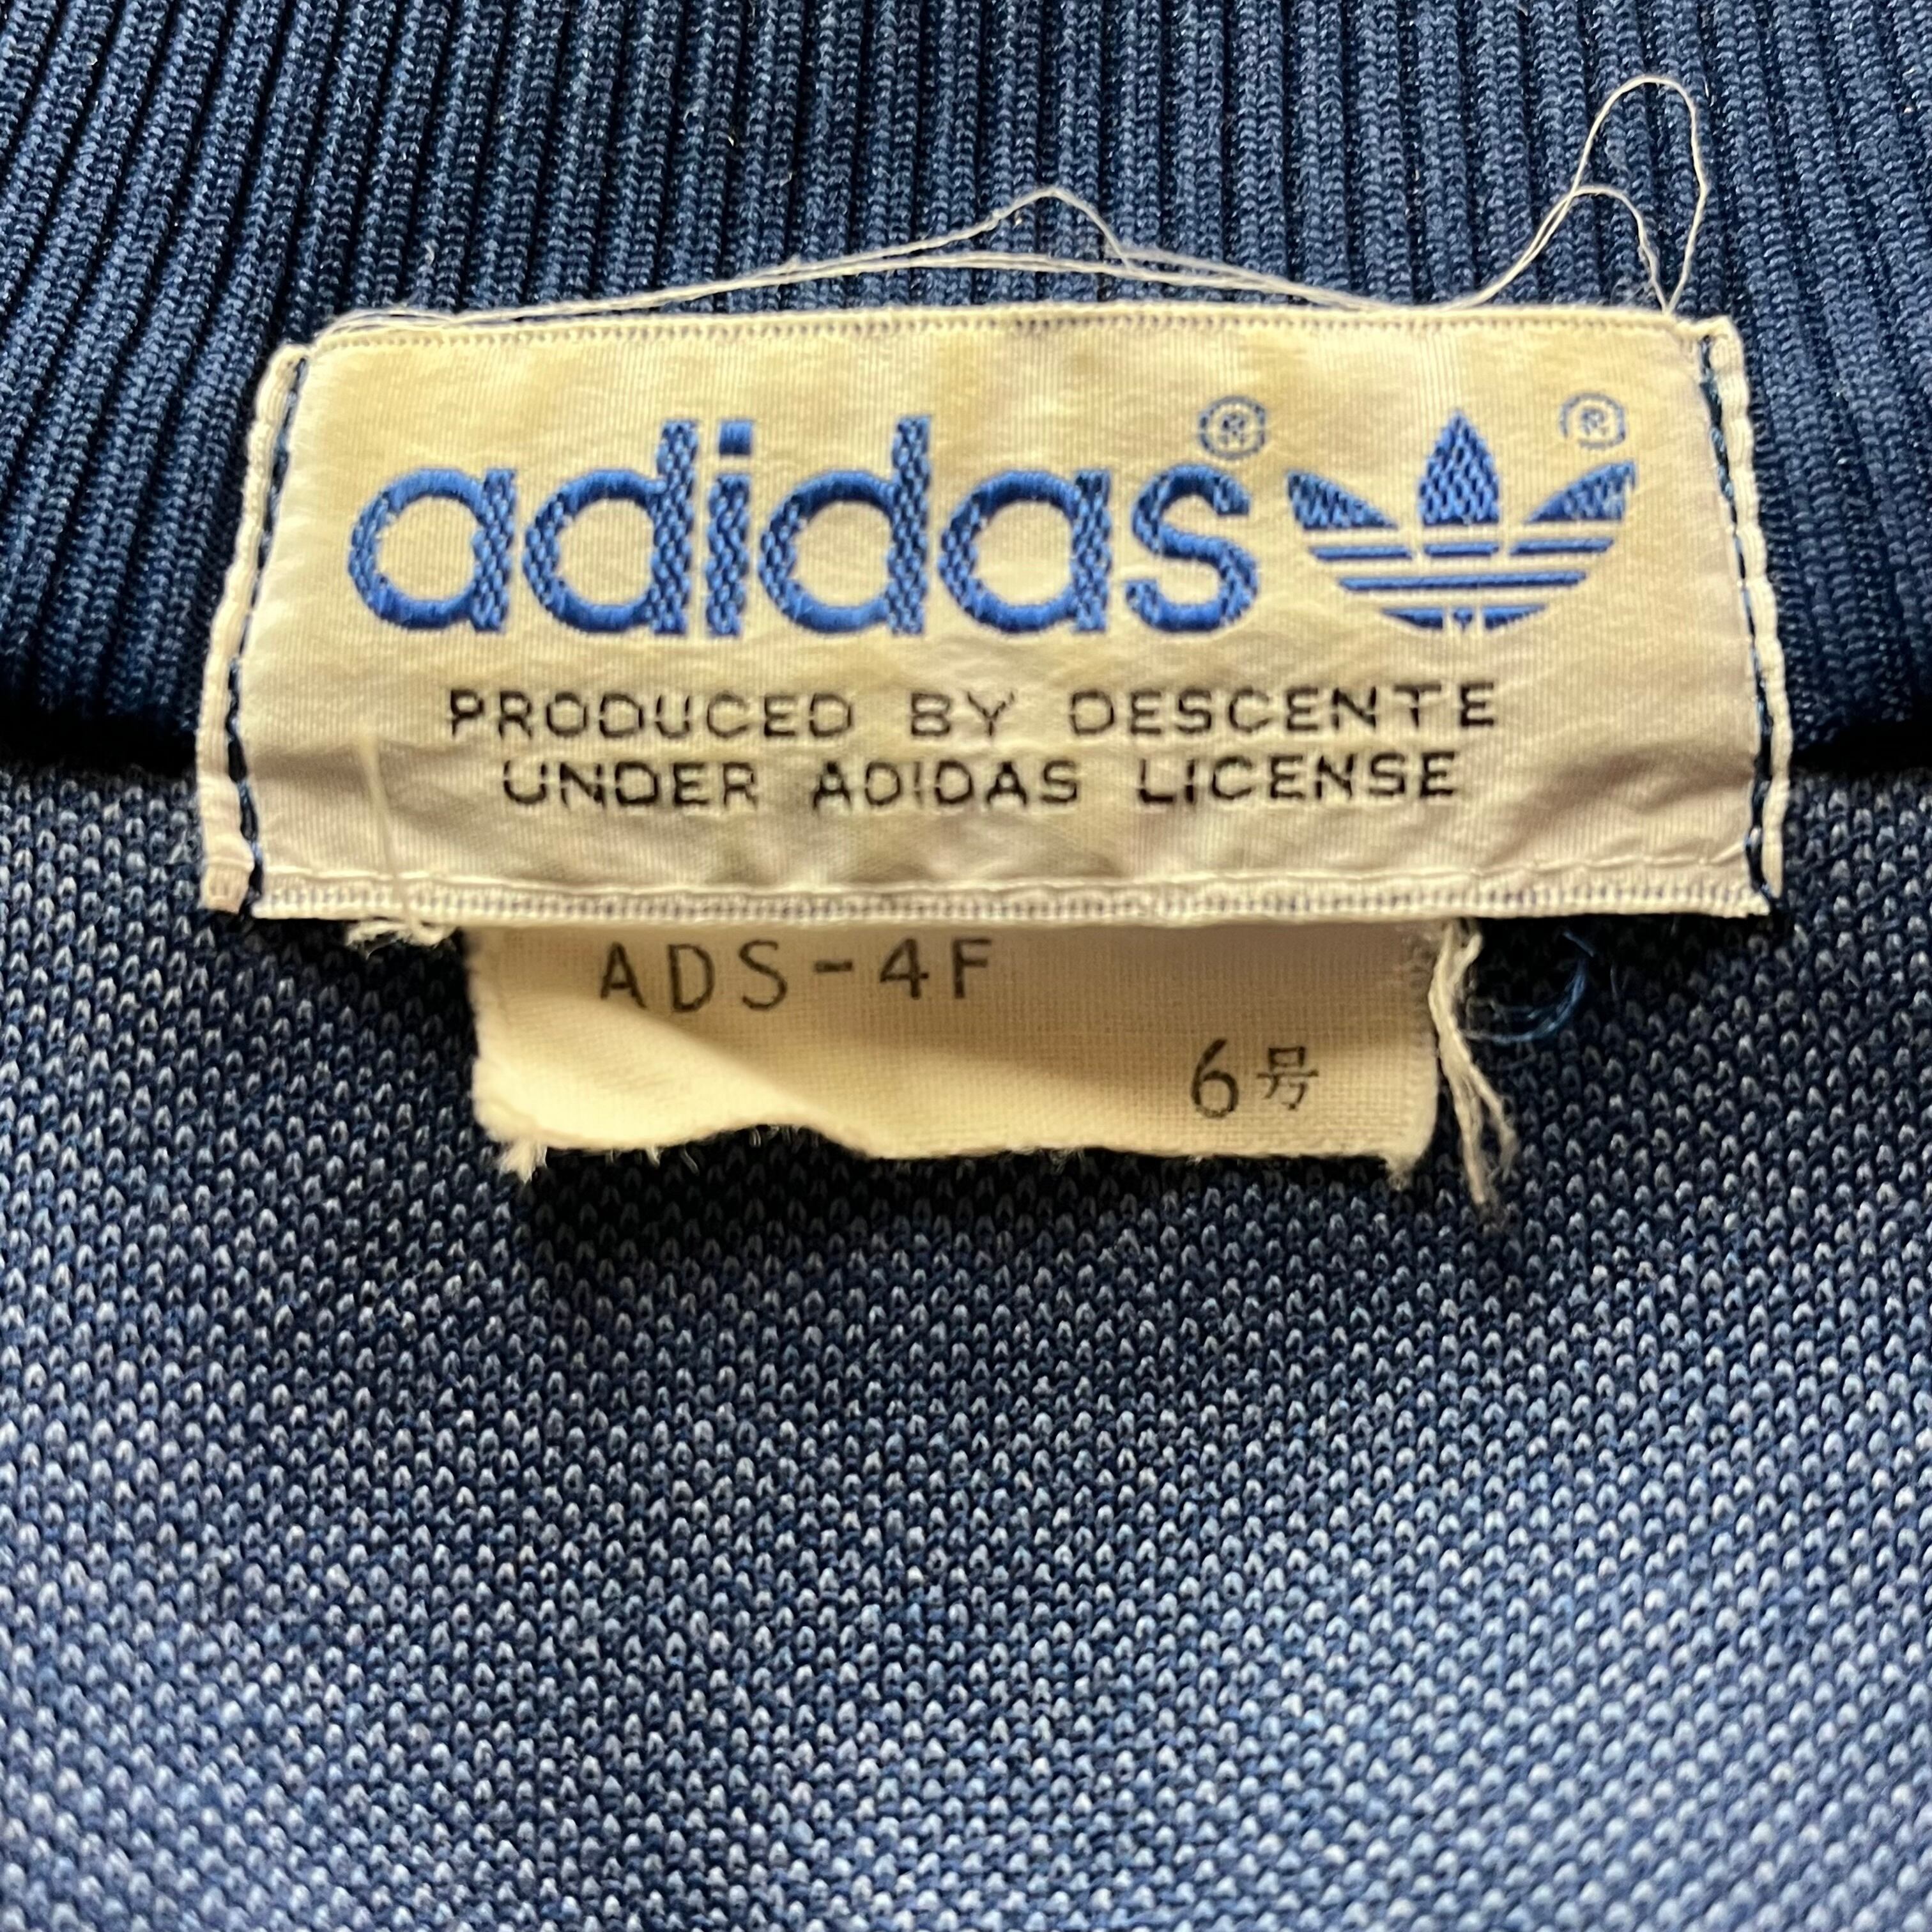 adidas® ®
PRODUCED BY DESCENTE
UNDER ADIDAS LICENSE
ADS-4F
6号